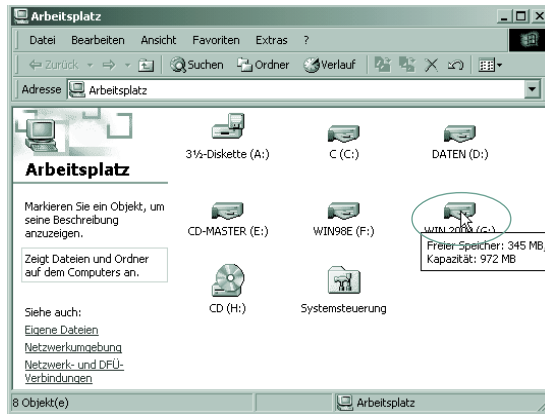 Arbeitsplatz
Datei Bearbeiten Ansicht Favoriten Extras ?
Zurück Suchen Ordner Verlauf
Adresse Arbeitsplatz
Arbeitsplatz
Markieren Sie ein Objekt, um
seine Beschreibung
anzuzeigen.
Zeigt Dateien und Ordner
auf dem Computers an.
Siehe auch:
Eigene Dateien
Netzwerkumgebung
Netzwerk- und DFÜ-
Verbindungen
3½-Diskette (A:) C (C:) DATEN (D:)
CD-MASTER (E:) WIN98E (F:) WIN 2000 (G:)
Freier Speicher: 345 MB,
Kapazität: 972 MB
CD (H:) Systemsteuerung
8 Objekt(e) Arbeitsplatz